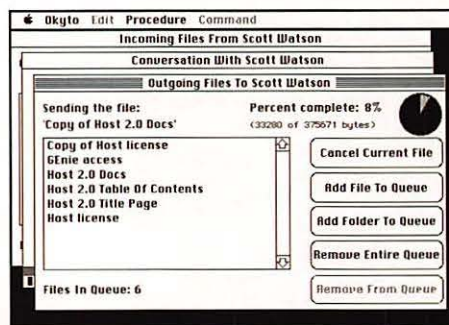 Okyto Edit Procedure Command
Incoming Files From Scott Watson
Conversation With Scott Watson
Outgoing Files To Scott Watson
Sending the file:
Percent complete: 8%
'Copy of Host 2.0 Docs'
(33280 of 375671 bytes)
Copy of Host license
GEnie access
Host 2.0 Docs
Host 2.0 Table Of Contents
Host 2.0 Title Page
Host license
Cancel Current File
Add File To Queue
Add Folder To Queue
Remove Entire Queue
Remove From Queue
Files In Queue: 6